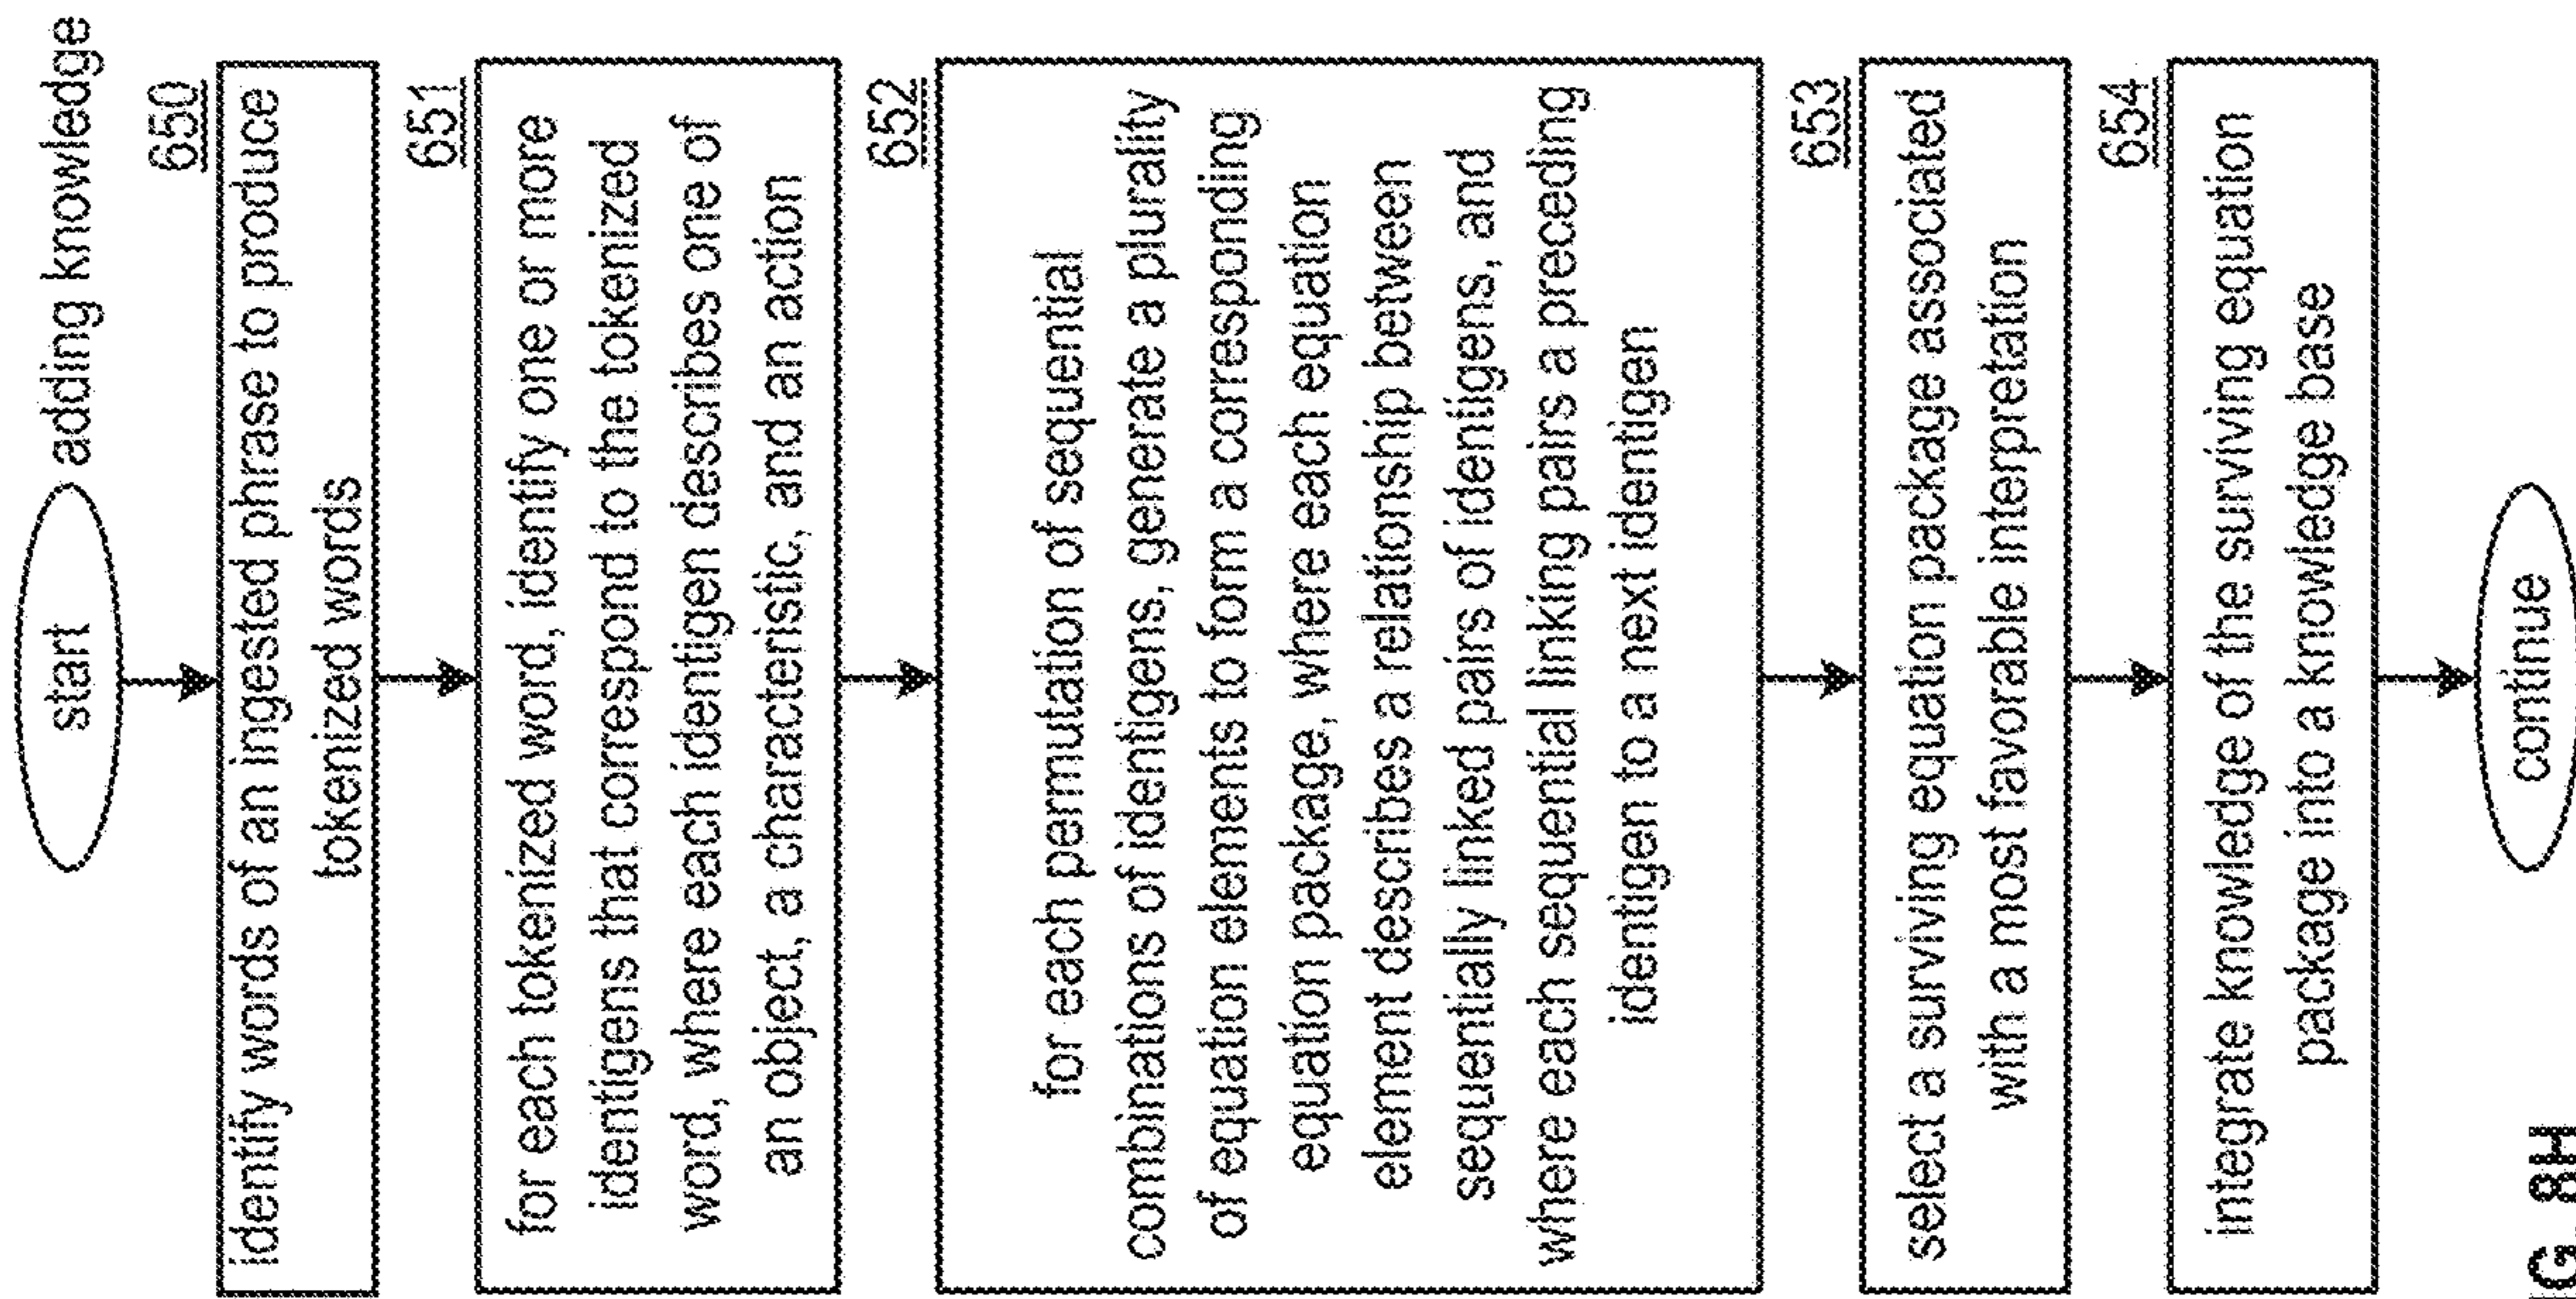 start
adding knowledge
650
identify words of an ingested phrase to produce
tokenized words
651
for each tokenized word, identify one or more
identigens that correspond to the tokenized
word, where each identigen describes one of
an object, a characteristic, and an action
652
for each permutation of sequential
combinations of identigens, generate a plurality
of equation elements to form a corresponding
equation package, where each equation
element describes a relationship between
sequentially linked pairs of identigens, and
where each sequential linking pairs a preceding
identigen to a next identigen
653
select a surviving equation package associated
with a most favorable interpretation
654
integrate knowledge of the surviving equation
package into a knowledge base
continue
IG. 8H